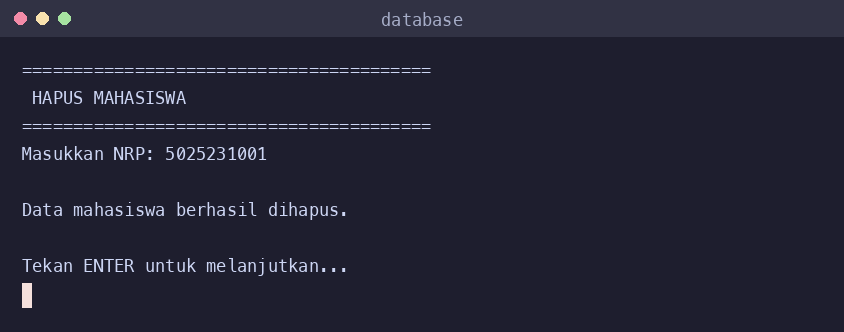 database
========================================
HAPUS MAHASISWA
========================================
Masukkan NRP: 5025231001
Data mahasiswa berhasil dihapus.
Tekan ENTER untuk melanjutkan...